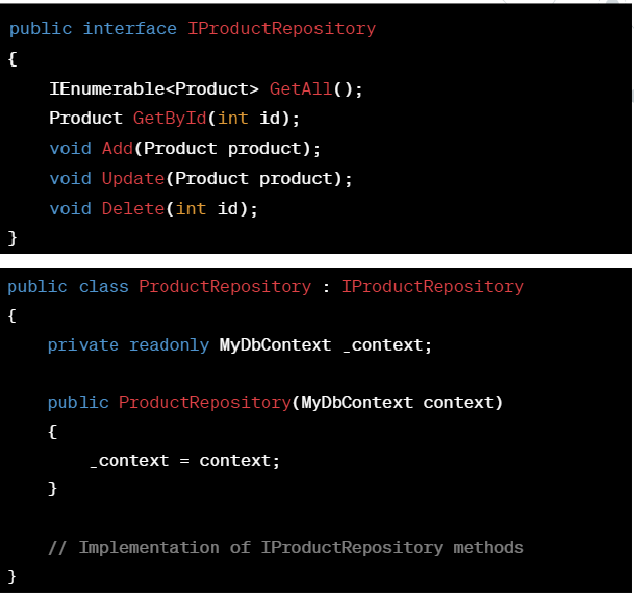 public interface IProductRepository
{
    IEnumerable<Product> GetAll();
    Product GetById(int id);
    void Add(Product product);
    void Update(Product product);
    void Delete(int id);
}
public class ProductRepository : IProductRepository
{
    private readonly MyDbContext _context;
    public ProductRepository(MyDbContext context)
    {
        _context = context;
    }
    // Implementation of IProductRepository methods
}